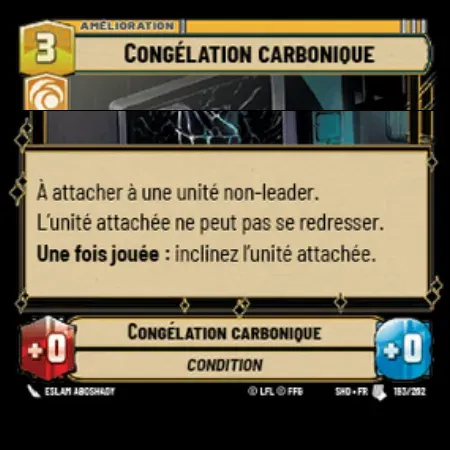 AMÉLIORATION
3
CONGÉLATION CARBONIQUE
À attacher à une unité non-leader.
L'unité attachée ne peut pas se redresser.
Une fois jouée : inclinez l'unité attachée.
CONGÉLATION CARBONIQUE
+0
+0
CONDITION
ESLAM ABOSHADY
© LFL © FFG
SHD • FR
193/262